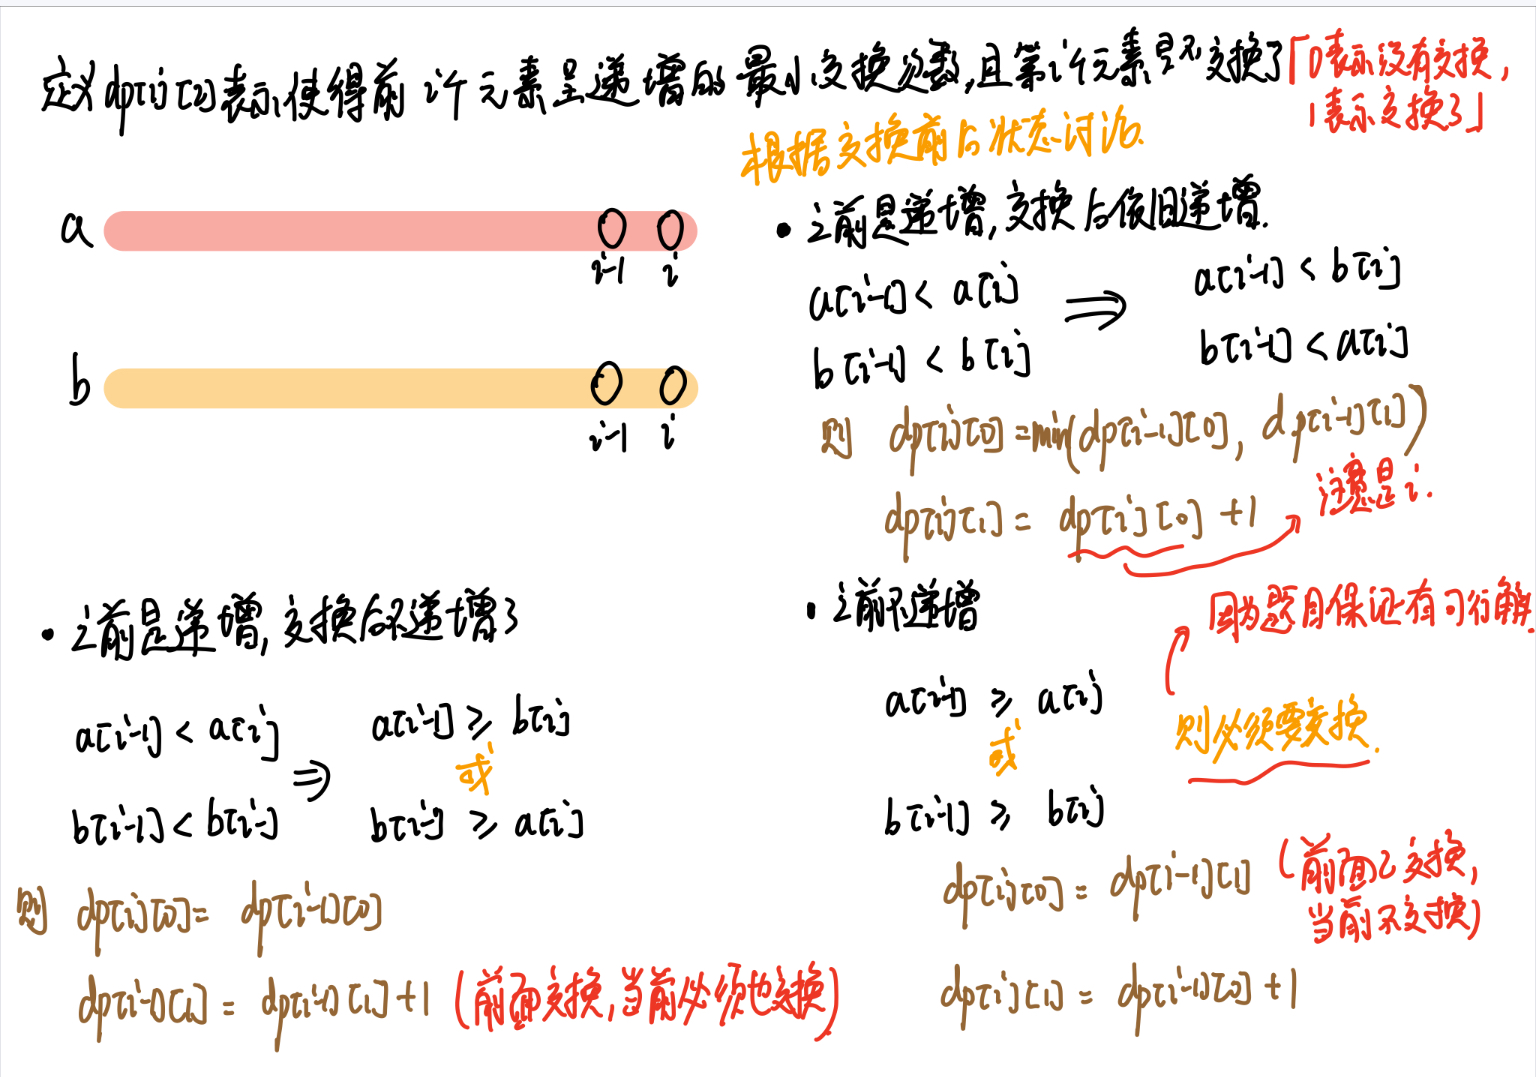 定义dp[i][2]表示,使得前i个元素呈递增的最小交换次数,且第i个元素是否交换了「0表示没有交换,
1表示交换了」
根据交换前后状态讨论.
a
i-1 i
b
i-1 i
• 之前是递增,交换后依旧递增.
a[i-1] < a[i] ⇒ a[i-1] < b[i]
b[i-1] < b[i] b[i-1] < a[i]
则 dp[i][0] = min(dp[i-1][0], dp[i-1][1])
dp[i][1] = dp[i][0] + 1
注意是i.
• 之前是递增,交换后不递增了
a[i-1] < a[i] ⇒ a[i-1] ≥ b[i]
或
b[i-1] < b[i] b[i-1] ≥ a[i]
则 dp[i][0] = dp[i-1][0]
dp[i-1][1] = dp[i-1][1] + 1 (前面交换,当前必须也交换)
• 之前不递增
因为题目保证有可行解.
a[i-1] ≥ a[i]
或
则必须要交换.
b[i-1] ≥ b[i]
dp[i][0] = dp[i-1][1] (前面已交换,
当前不交换)
dp[i][1] = dp[i-1][0] + 1